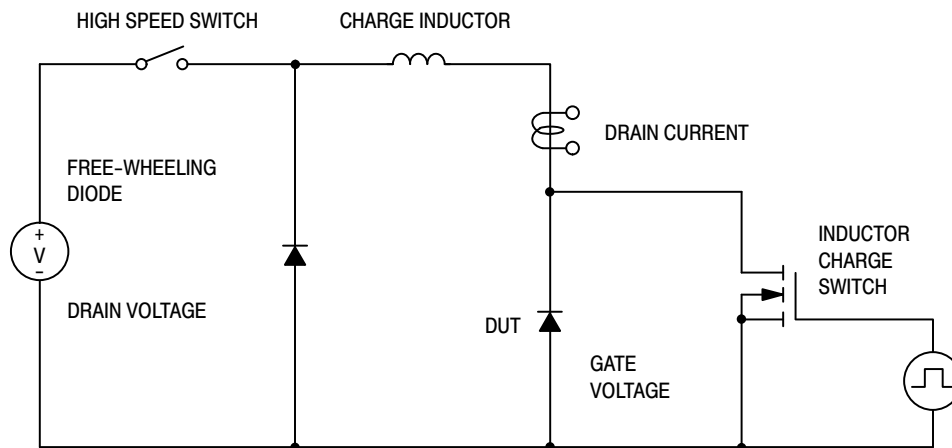 HIGH SPEED SWITCH
CHARGE INDUCTOR
DRAIN CURRENT
FREE-WHEELING
DIODE
+
V
-
INDUCTOR
CHARGE
SWITCH
DRAIN VOLTAGE
DUT
GATE
VOLTAGE